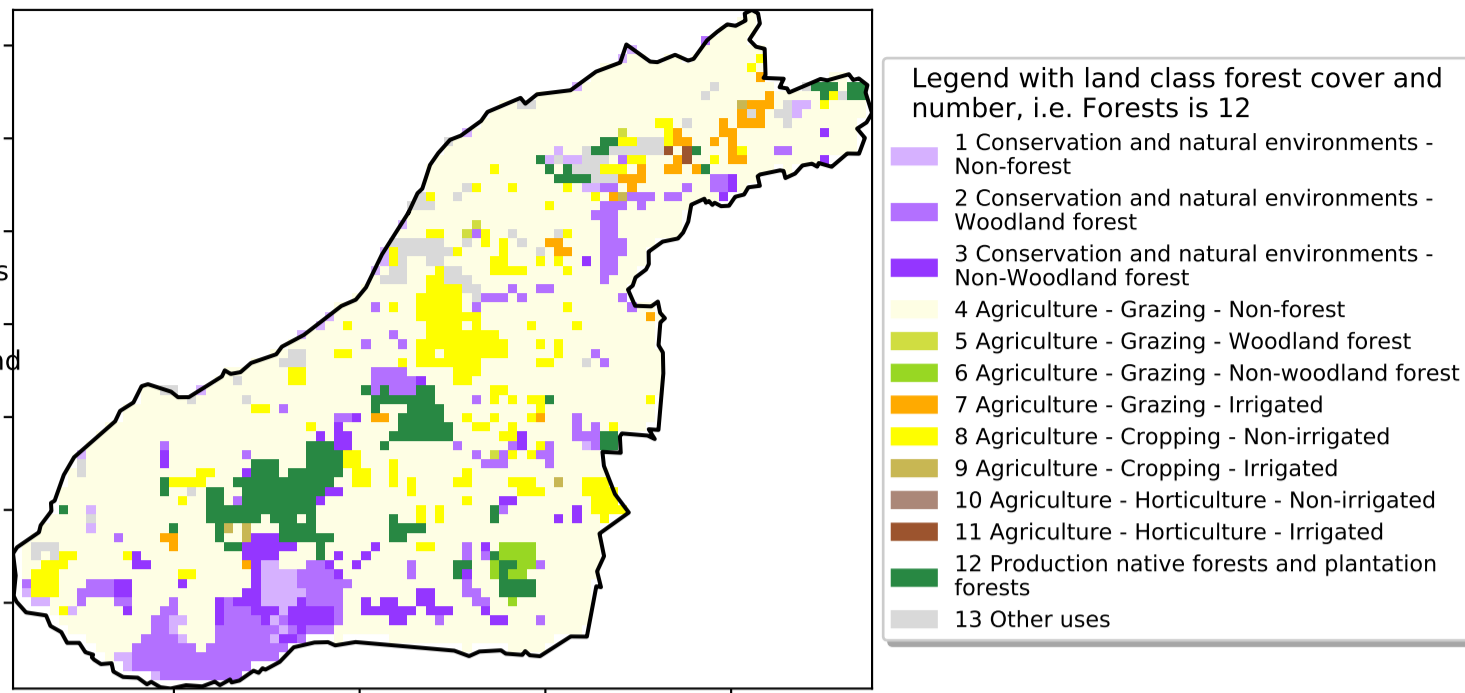 s
nd
Legend with land class forest cover and
number, i.e. Forests is 12
1 Conservation and natural environments -
Non-forest
2 Conservation and natural environments -
Woodland forest
3 Conservation and natural environments -
Non-Woodland forest
4 Agriculture - Grazing - Non-forest
5 Agriculture - Grazing - Woodland forest
6 Agriculture - Grazing - Non-woodland forest
7 Agriculture - Grazing - Irrigated
8 Agriculture - Cropping - Non-irrigated
9 Agriculture - Cropping - Irrigated
10 Agriculture - Horticulture - Non-irrigated
11 Agriculture - Horticulture - Irrigated
12 Production native forests and plantation
forests
13 Other uses